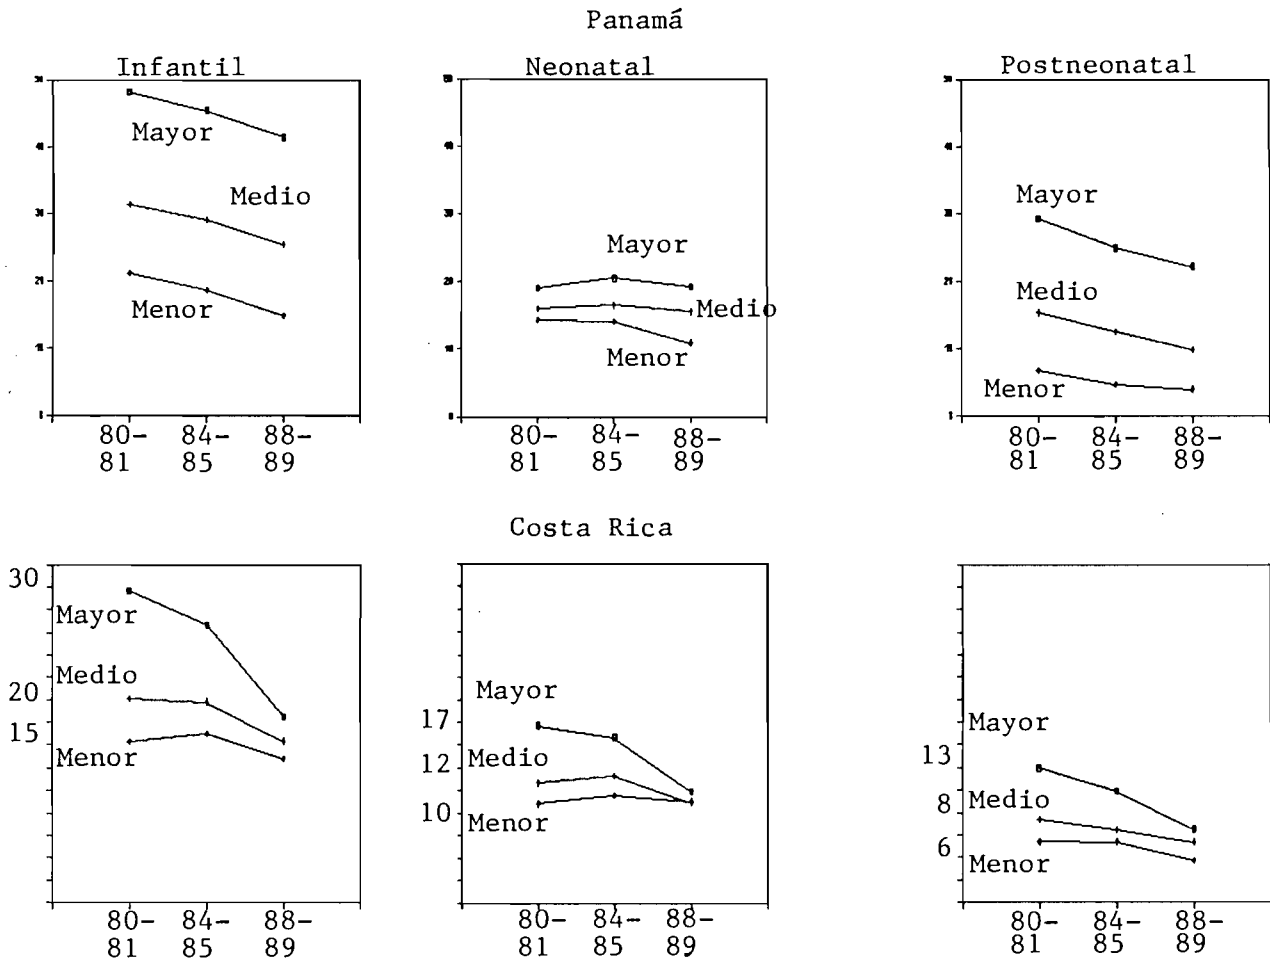 Panamá
Infantil Neonatal Postneonatal
Mayor
Medio
Menor
Mayor
Medio
Menor
Mayor
Medio
Menor
80- 84- 88- 80- 84- 88- 80- 84- 88-
81 85 89 81 85 89 81 85 89
Costa Rica
30
20
15
Mayor
Medio
Menor
17
12
10
Mayor
Medio
Menor
13
8
6
Mayor
Medio
Menor
80- 84- 88- 80- 84- 88- 80- 84- 88-
81 85 89 81 85 89 81 85 89